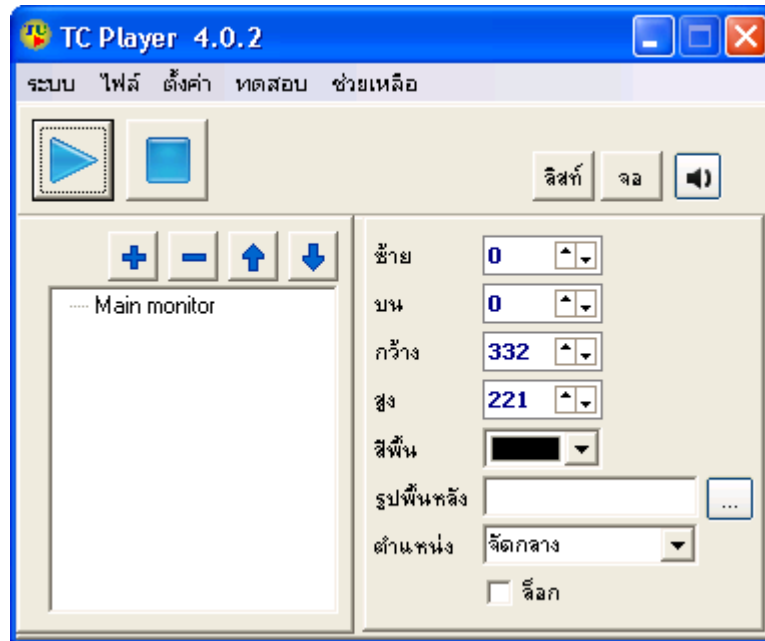 TC Player 4.0.2
ระบบ ไฟล์ ตั้งค่า ทดสอบ ช่วยเหลือ
ลิสท์ จอ
ซ้าย 0
Main monitor
บน 0
กว้าง 332
สูง 221
สีพื้น
รูปพื้นหลัง ...
ตำแหน่ง จัดกลาง
ล็อก